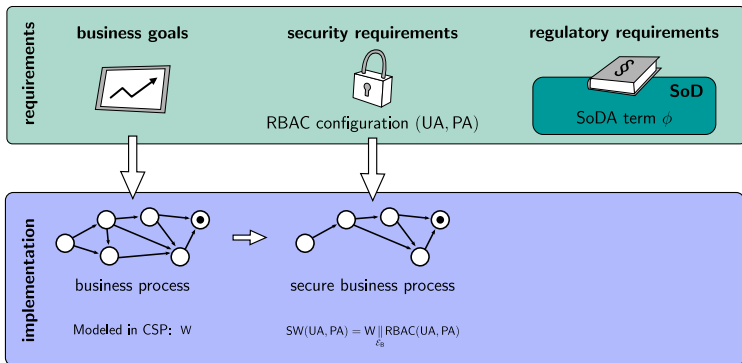 requirements
business goals
security requirements
RBAC configuration (UA, PA)
regulatory requirements
§
SoD
SoDA term ϕ
implementation
business process
Modeled in CSP: W
secure business process
SW(UA, PA) = W ∥_{ℰ_B} RBAC(UA, PA)